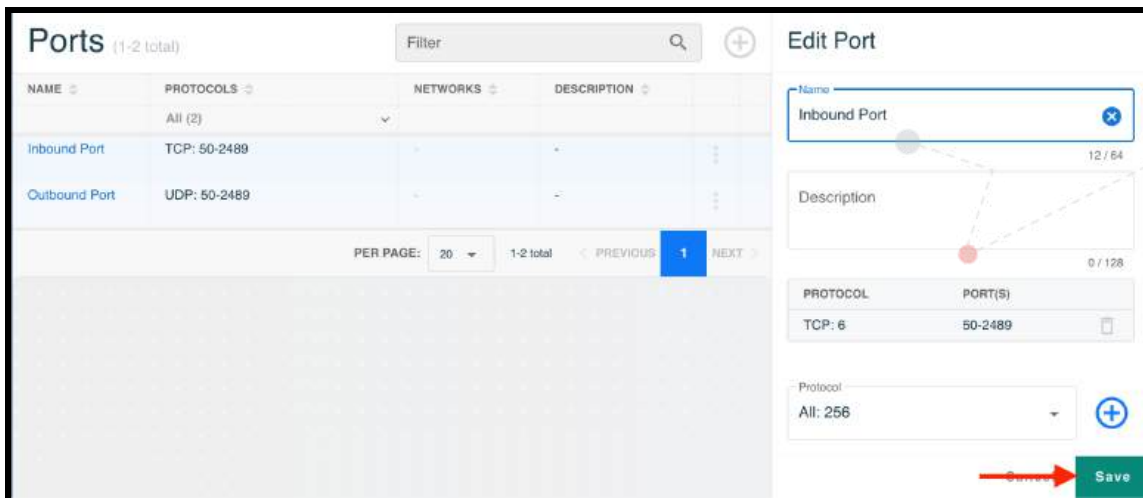 Ports (1-2 total)
Filter
NAME PROTOCOLS NETWORKS DESCRIPTION
All (2)
Inbound Port TCP: 50-2489 - -
Outbound Port UDP: 50-2489 - -
PER PAGE: 20 1-2 total < PREVIOUS 1 NEXT >
Edit Port
Name
Inbound Port
12 / 64
Description
0 / 128
PROTOCOL PORT(S)
TCP: 6 50-2489
Protocol
All: 256
Cancel Save